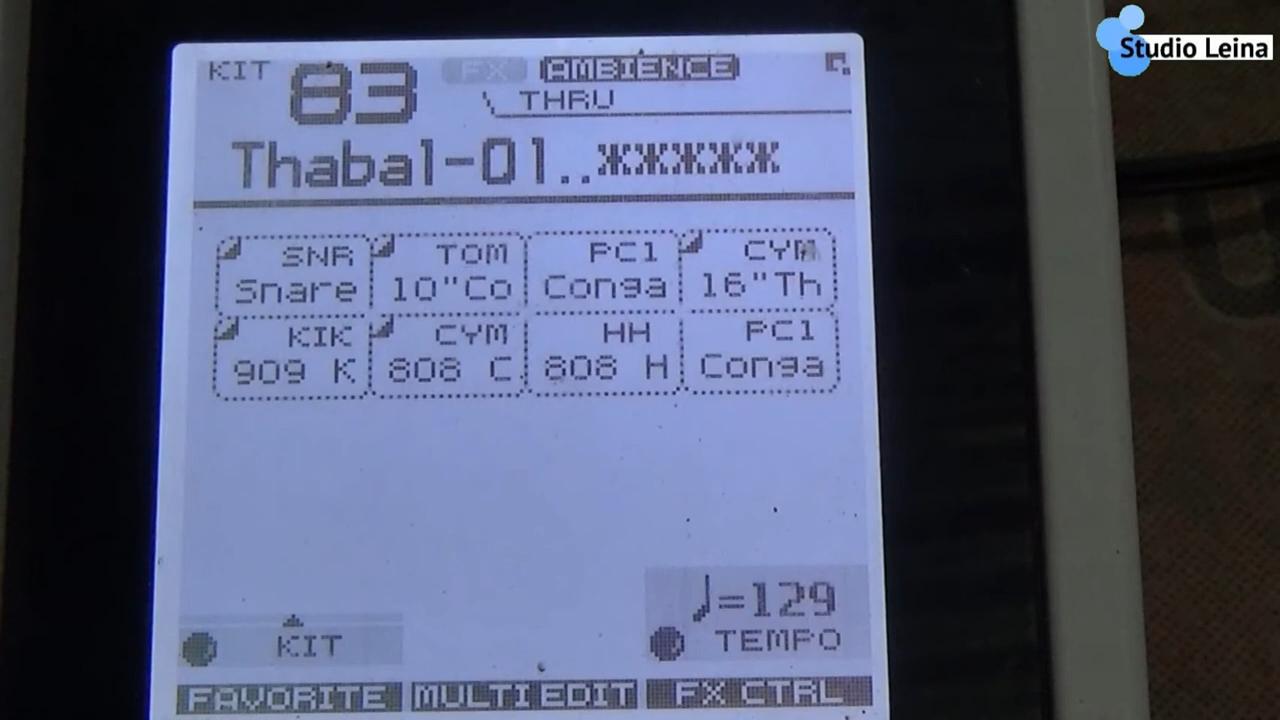 Studio Leina
KIT 83 FX AMBIENCE
THRU
Thabal-01..*****
SNR TOM PC1 CYM
Snare 10"Co Conga 16"Th
KIK CYM HH PC1
909 K 808 C 808 H Conga
♩=129
KIT TEMPO
FAVORITE MULTI EDIT FX CTRL